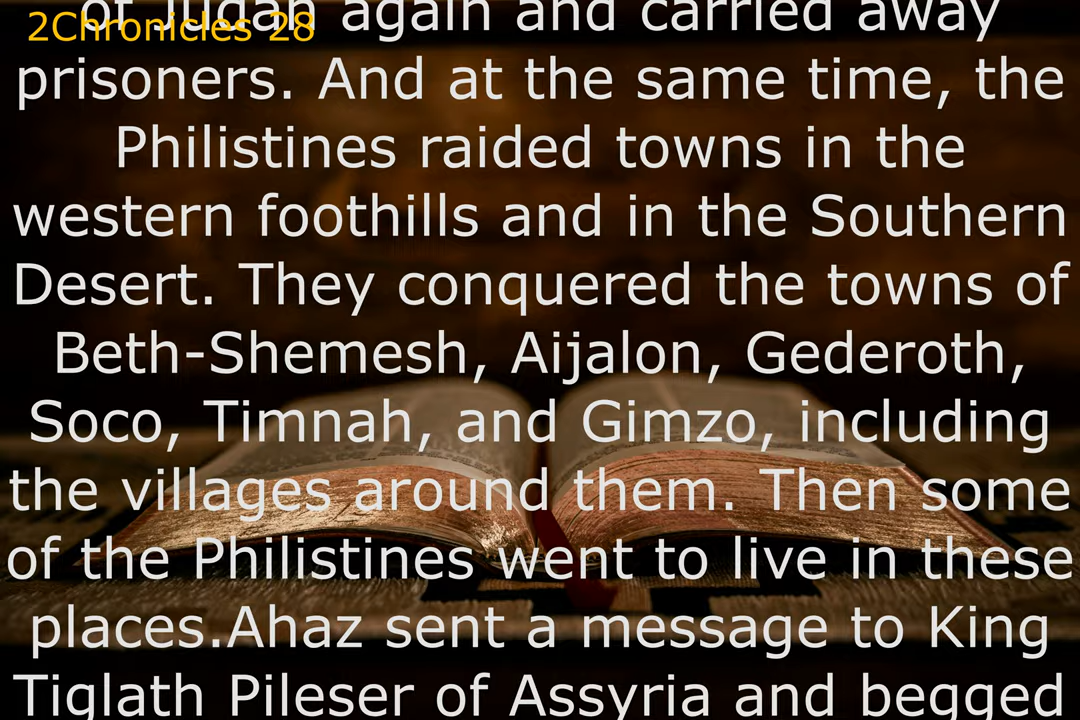 2Chronicles 28
of Judah again and carried away
prisoners. And at the same time, the
Philistines raided towns in the
western foothills and in the Southern
Desert. They conquered the towns of
Beth-Shemesh, Aijalon, Gederoth,
Soco, Timnah, and Gimzo, including
the villages around them. Then some
of the Philistines went to live in these
places.Ahaz sent a message to King
Tiglath Pileser of Assyria and begged